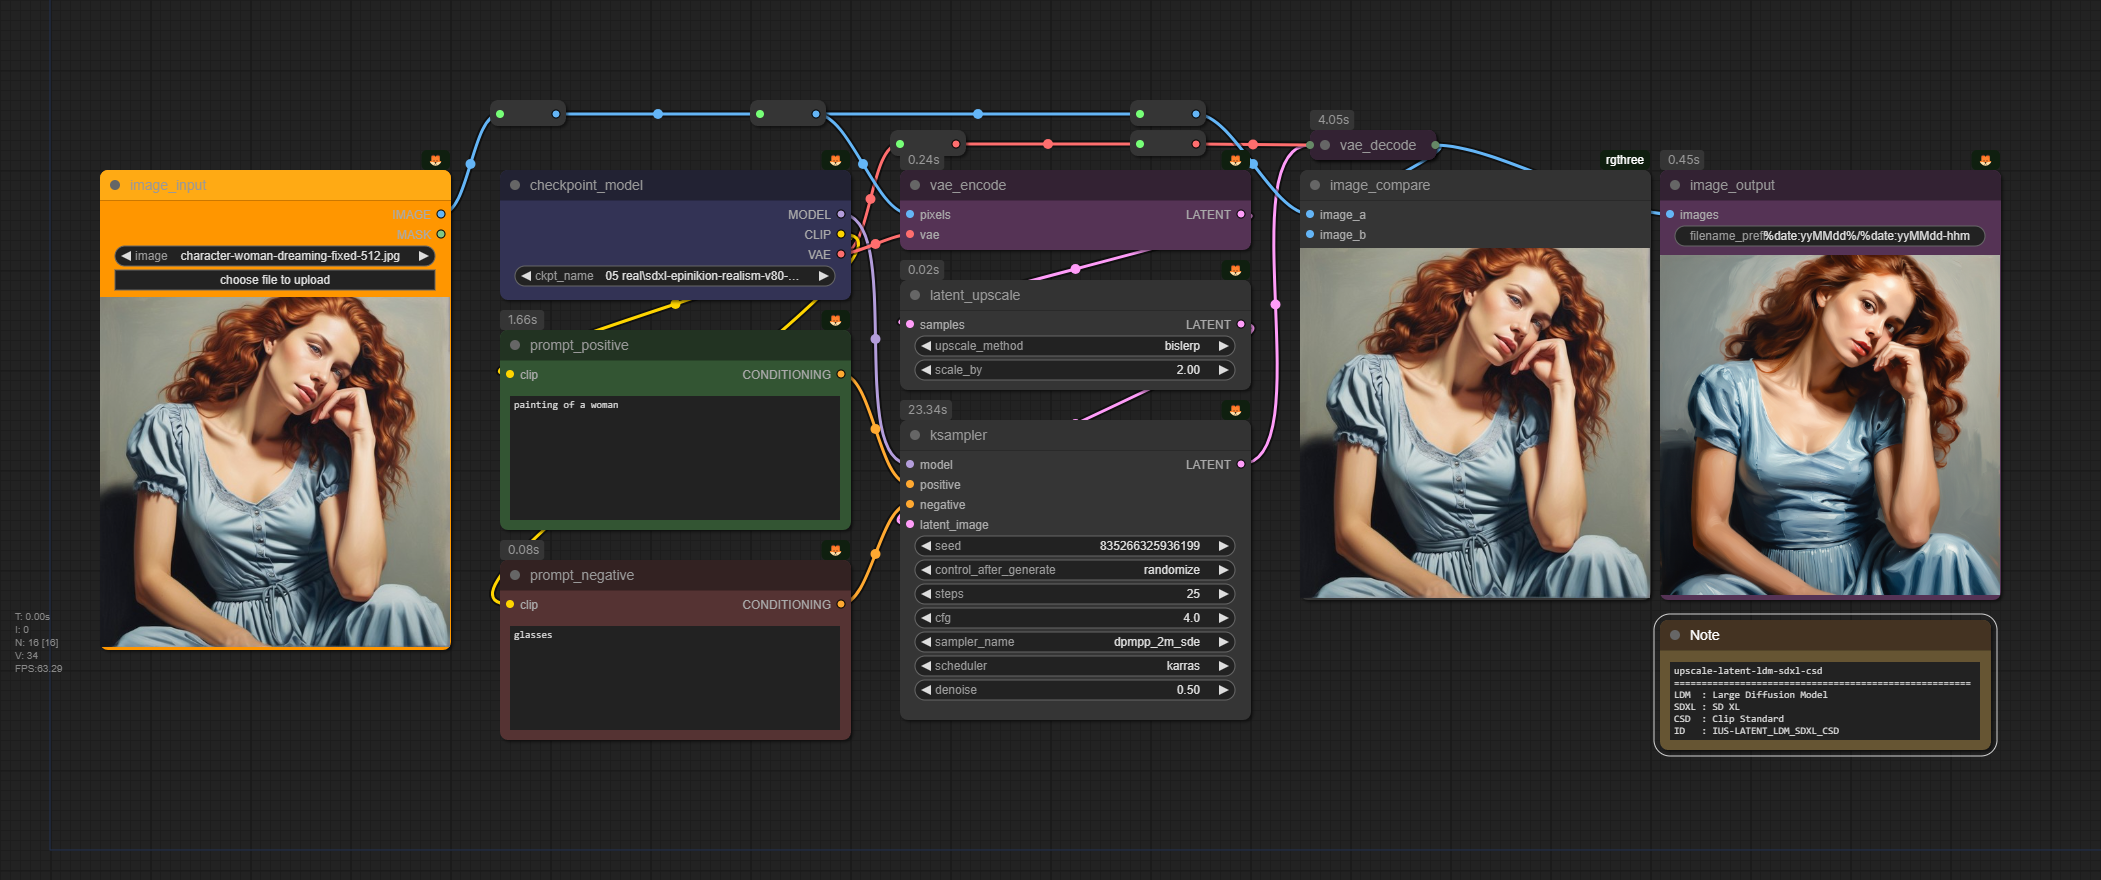 image_input
IMAGE
MASK
image character-woman-dreaming-fixed-512.jpg
choose file to upload
T: 0.00s
I: 0
N: 16 [16]
V: 34
FPS:63.29
checkpoint_model
MODEL
CLIP
VAE
ckpt_name 05 real\sdxl-epinikion-realism-v80-...
1.66s
prompt_positive
clip CONDITIONING
painting of a woman
0.08s
prompt_negative
clip CONDITIONING
glasses
0.24s
vae_encode
pixels LATENT
vae
0.02s
latent_upscale
samples LATENT
upscale_method bislerp
scale_by 2.00
23.34s
ksampler
model LATENT
positive
negative
latent_image
seed 835266325936199
control_after_generate randomize
steps 25
cfg 4.0
sampler_name dpmpp_2m_sde
scheduler karras
denoise 0.50
4.05s
vae_decode
rgthree
image_compare
image_a
image_b
0.45s
image_output
images
filename_pref%date:yyMMdd%/%date:yyMMdd-hhm
Note
upscale-latent-ldm-sdxl-csd
======================================================
LDM : Large Diffusion Model
SDXL : SD XL
CSD : Clip Standard
ID : IUS-LATENT_LDM_SDXL_CSD